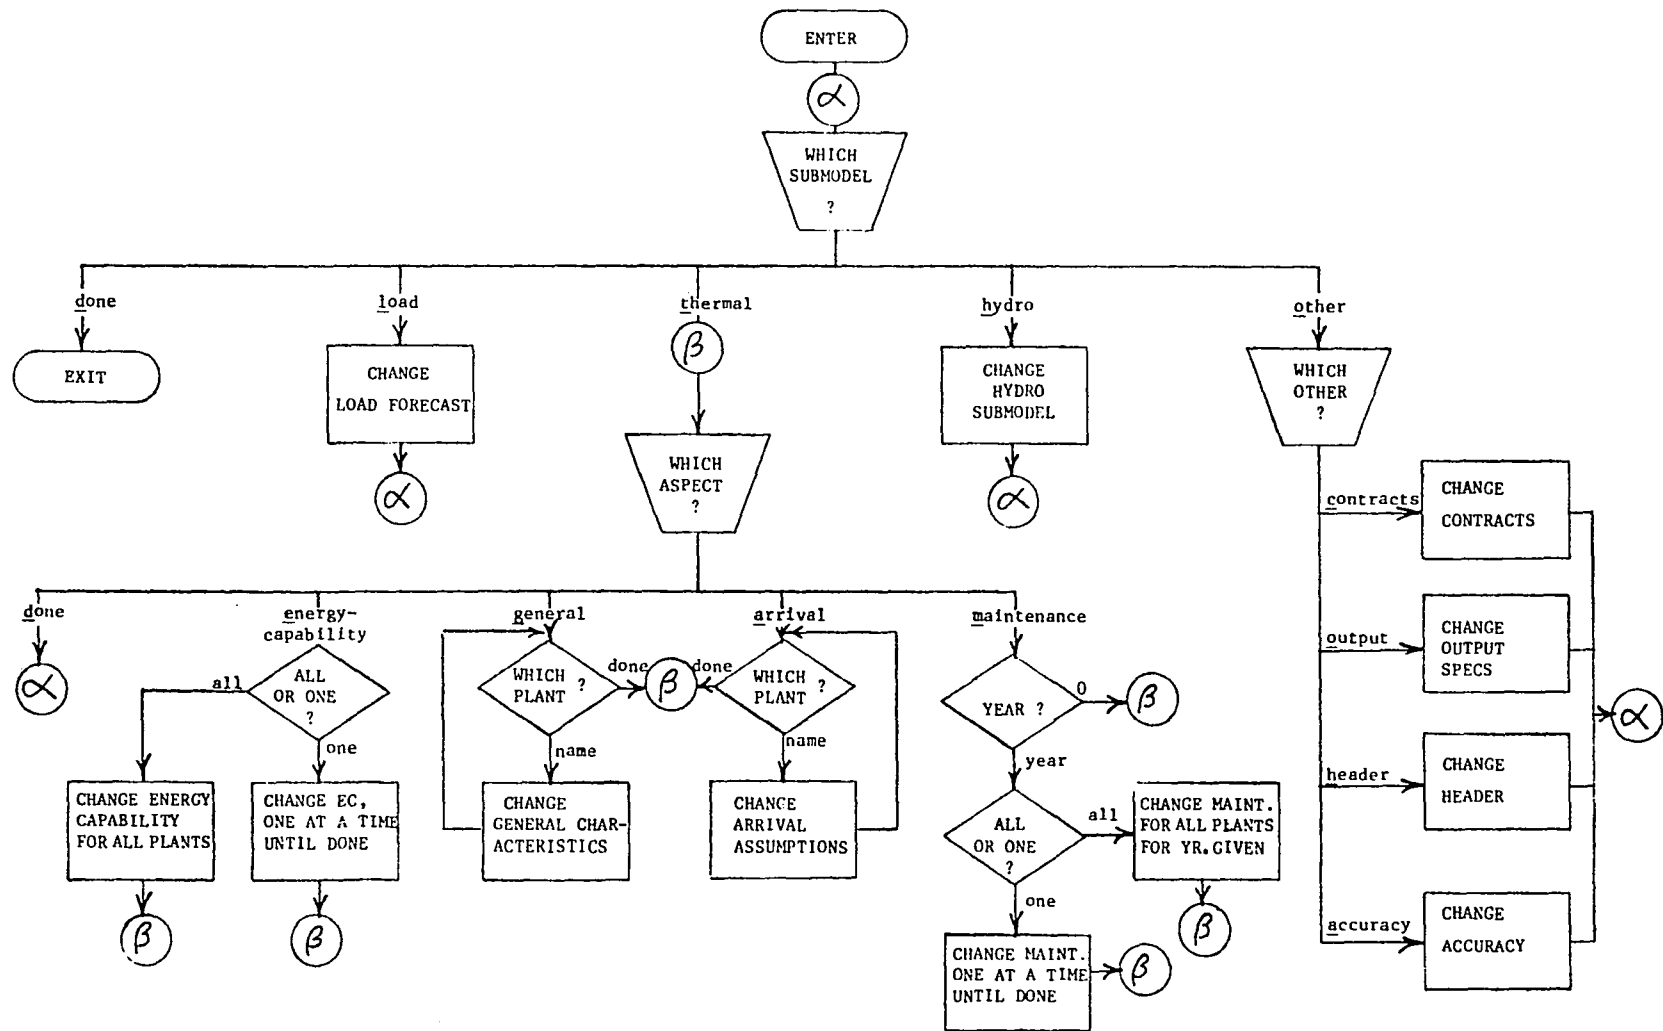 ENTER
α
WHICH
SUBMODEL
?
done
load
thermal
hydro
other
EXIT
CHANGE
LOAD FORECAST
α
β
WHICH
ASPECT
?
CHANGE
HYDRO
SUBMODEL
α
WHICH
OTHER
?
contracts
CHANGE
CONTRACTS
output
CHANGE
OUTPUT
SPECS
header
CHANGE
HEADER
accuracy
CHANGE
ACCURACY
α
done
α
energy-
capability
ALL
OR ONE
?
all
one
CHANGE ENERGY
CAPABILITY
FOR ALL PLANTS
β
CHANGE EC,
ONE AT A TIME
UNTIL DONE
β
general
WHICH ?
PLANT
done
β
name
CHANGE
GENERAL CHAR-
ACTERISTICS
arrival
WHICH ?
PLANT
done
name
CHANGE
ARRIVAL
ASSUMPTIONS
maintenance
YEAR ?
0
β
year
ALL
OR ONE
?
all
CHANGE MAINT.
FOR ALL PLANTS
FOR YR. GIVEN
β
one
CHANGE MAINT.
ONE AT A TIME
UNTIL DONE
β